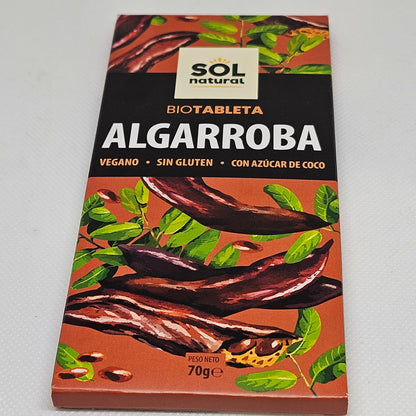 SOL
natural
BIOTABLETA
ALGARROBA
VEGANO • SIN GLUTEN • CON AZÚCAR DE COCO
PESO NETO
70g℮